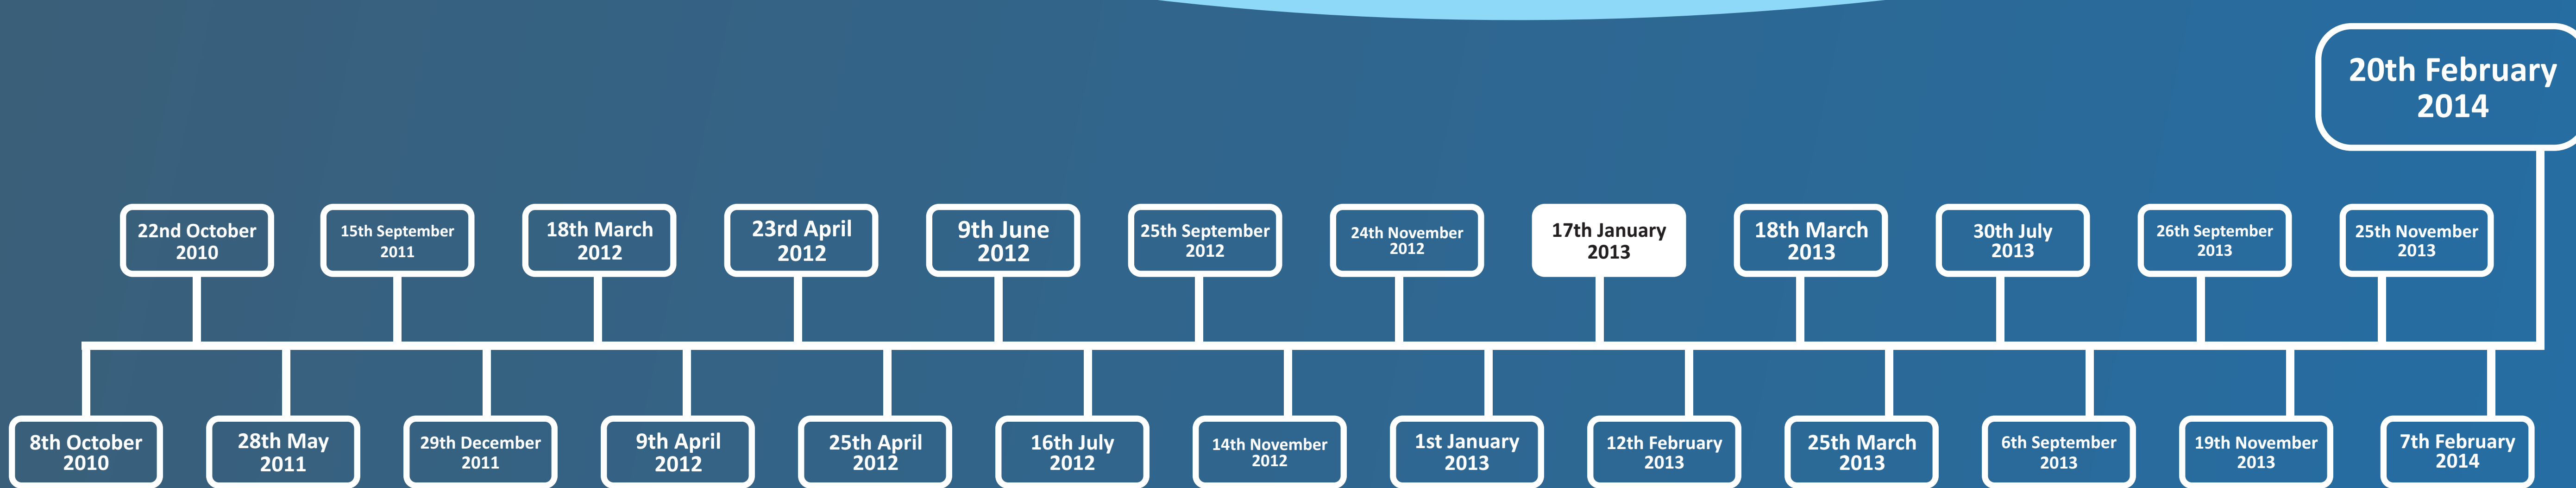 20th February
2014
22nd October
2010
15th September
2011
18th March
2012
23rd April
2012
9th June
2012
25th September
2012
24th November
2012
17th January
2013
18th March
2013
30th July
2013
26th September
2013
25th November
2013
8th October
2010
28th May
2011
29th December
2011
9th April
2012
25th April
2012
16th July
2012
14th November
2012
1st January
2013
12th February
2013
25th March
2013
6th September
2013
19th November
2013
7th February
2014